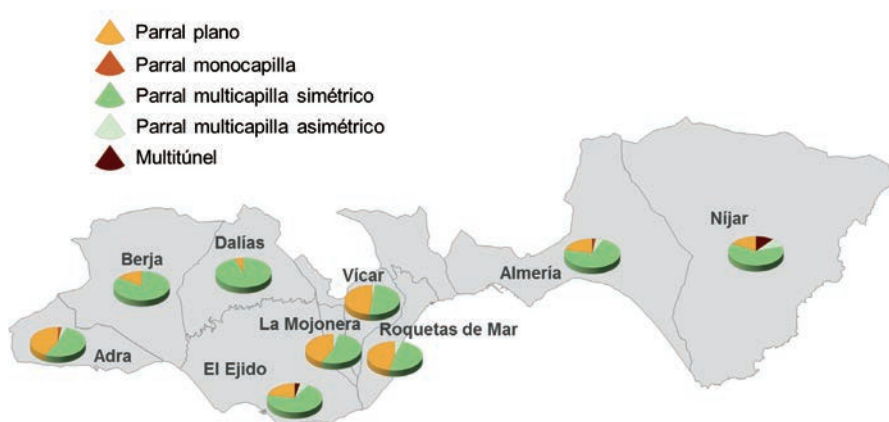 Parral plano
Parral monocapilla
Parral multicapilla simétrico
Parral multicapilla asimétrico
Multitúnel
Níjar
Dalías
Berja
Almería
Vícar
La Mojonera
Roquetas de Mar
Adra
El Ejido